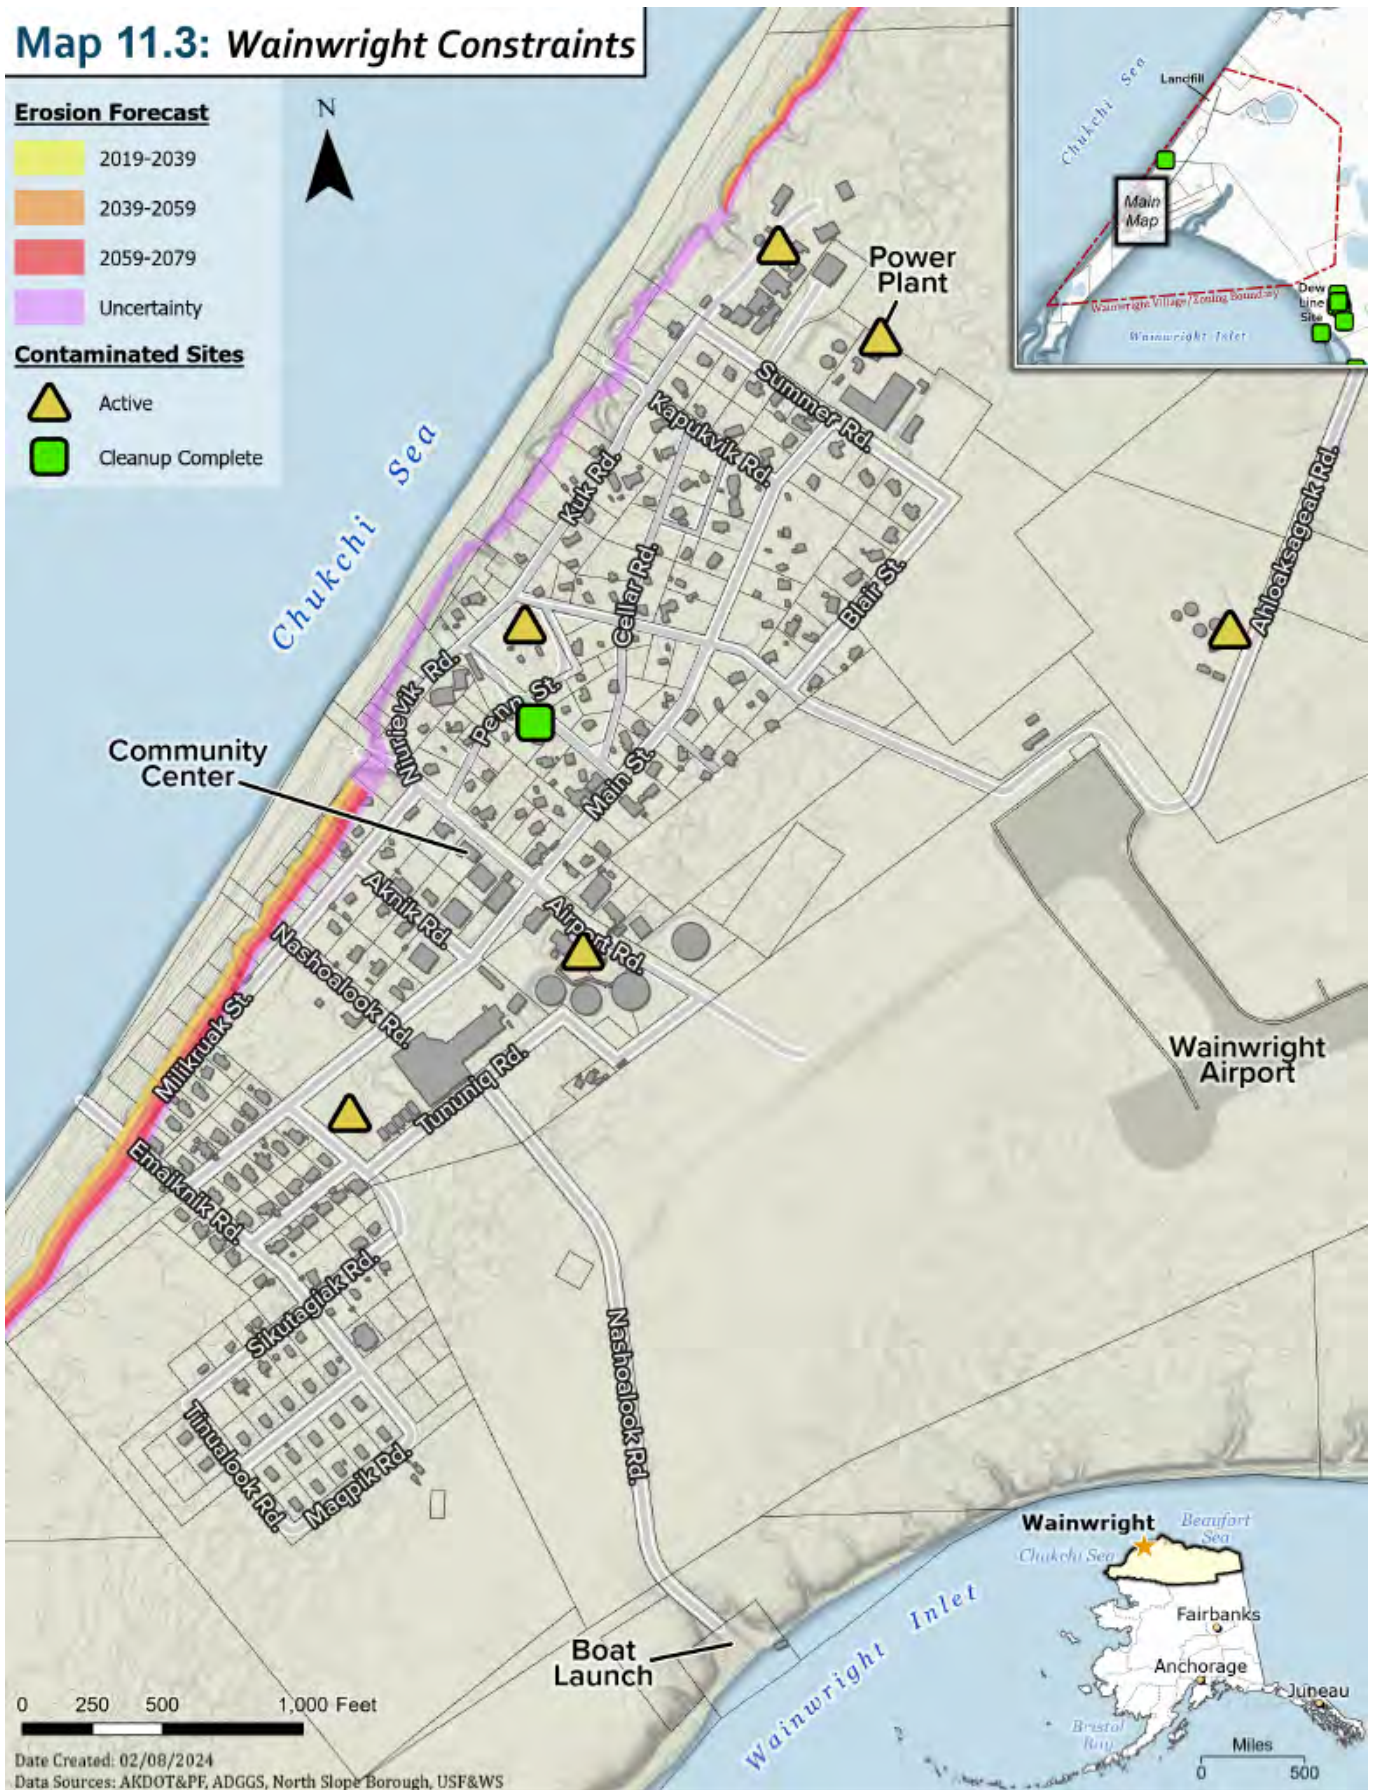 Map 11.3: Wainwright Constraints
Erosion Forecast
2019-2039
2039-2059
2059-2079
Uncertainty
Contaminated Sites
Active
Cleanup Complete
N
Chukchi Sea
Landfill
Main
Map
Wainwright Village/Zoning Boundary
Dew
Line
Site
Wainwright Inlet
Power
Plant
Summer Rd.
Kapukvik Rd.
Kuk Rd.
Cellar Rd.
Blair St.
Ahloaksageak Rd.
Chukchi Sea
Ninurievik Rd.
Penn St.
Main St.
Community
Center
Aknik Rd.
Airport Rd.
Nashoalook Rd.
Milikruak St.
Tununiq Rd.
Wainwright
Airport
Emaiknik Rd.
Sikutagiak Rd.
Nashoalook Rd.
Tinualook Rd.
Maqpik Rd.
Boat
Launch
Wainwright Inlet
Wainwright
Beaufort
Sea
Chukchi Sea
Fairbanks
Anchorage
Juneau
Bristol
Bay
Miles
0 500
0 250 500 1,000 Feet
Date Created: 02/08/2024
Data Sources: AKDOT&PF, ADGGS, North Slope Borough, USF&WS